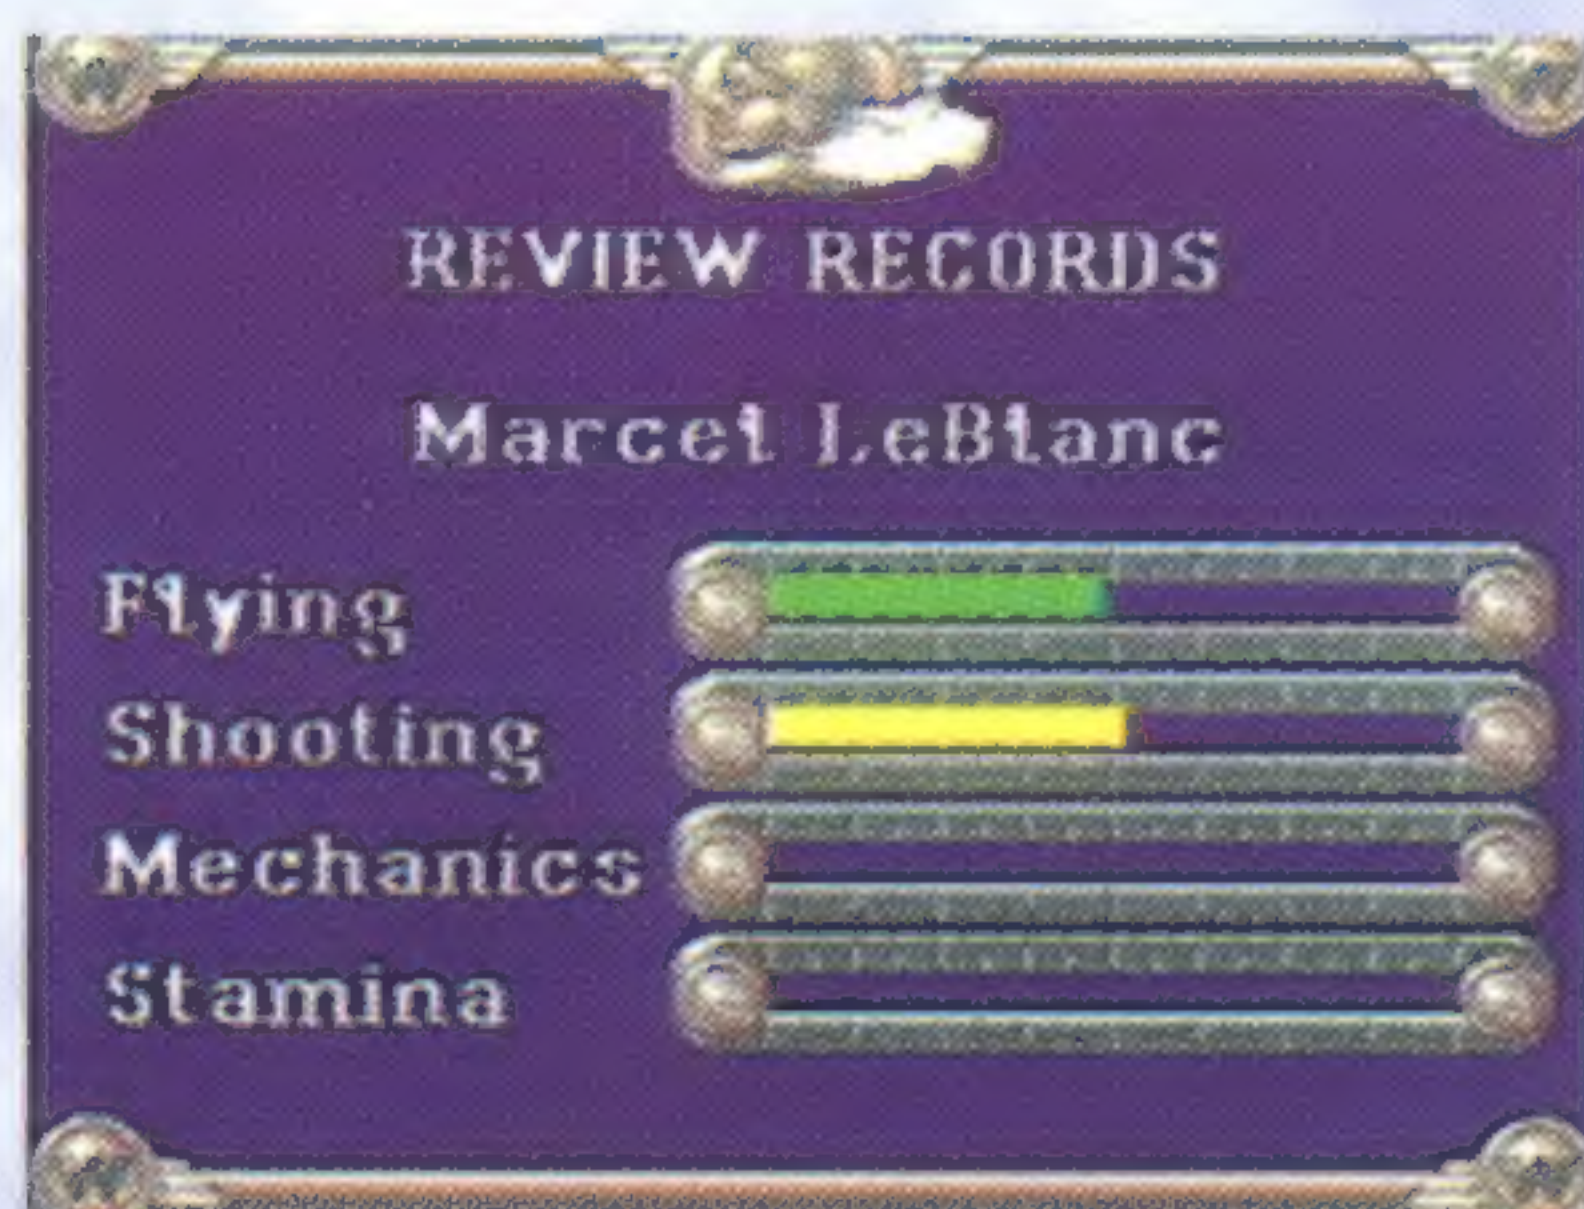 REVIEW RECORDS
Marcel LeBlanc
Flying
Shooting
Mechanics
Stamina